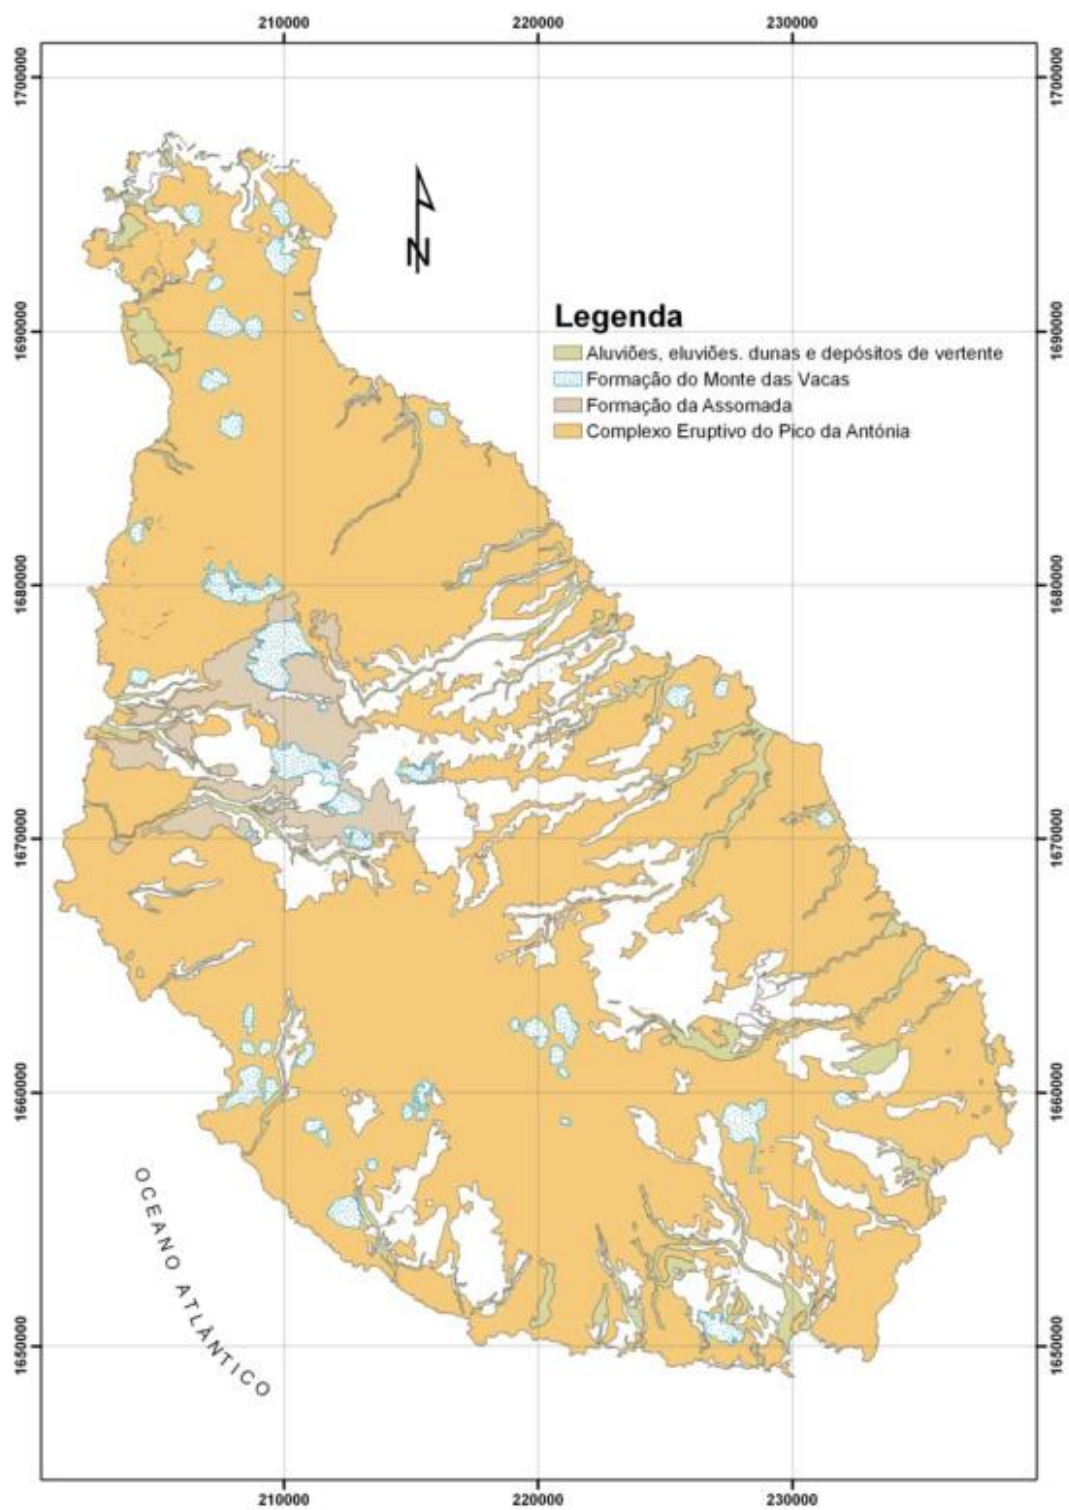 210000 220000 230000
1700000 1700000
N
Legenda
1690000 1690000
Aluviões, eluviões. dunas e depósitos de vertente
Formação do Monte das Vacas
Formação da Assomada
Complexo Eruptivo do Pico da Antónia
1680000 1680000
1670000 1670000
1660000 1660000
OCEANO ATLÂNTICO
1650000 1650000
210000 220000 230000